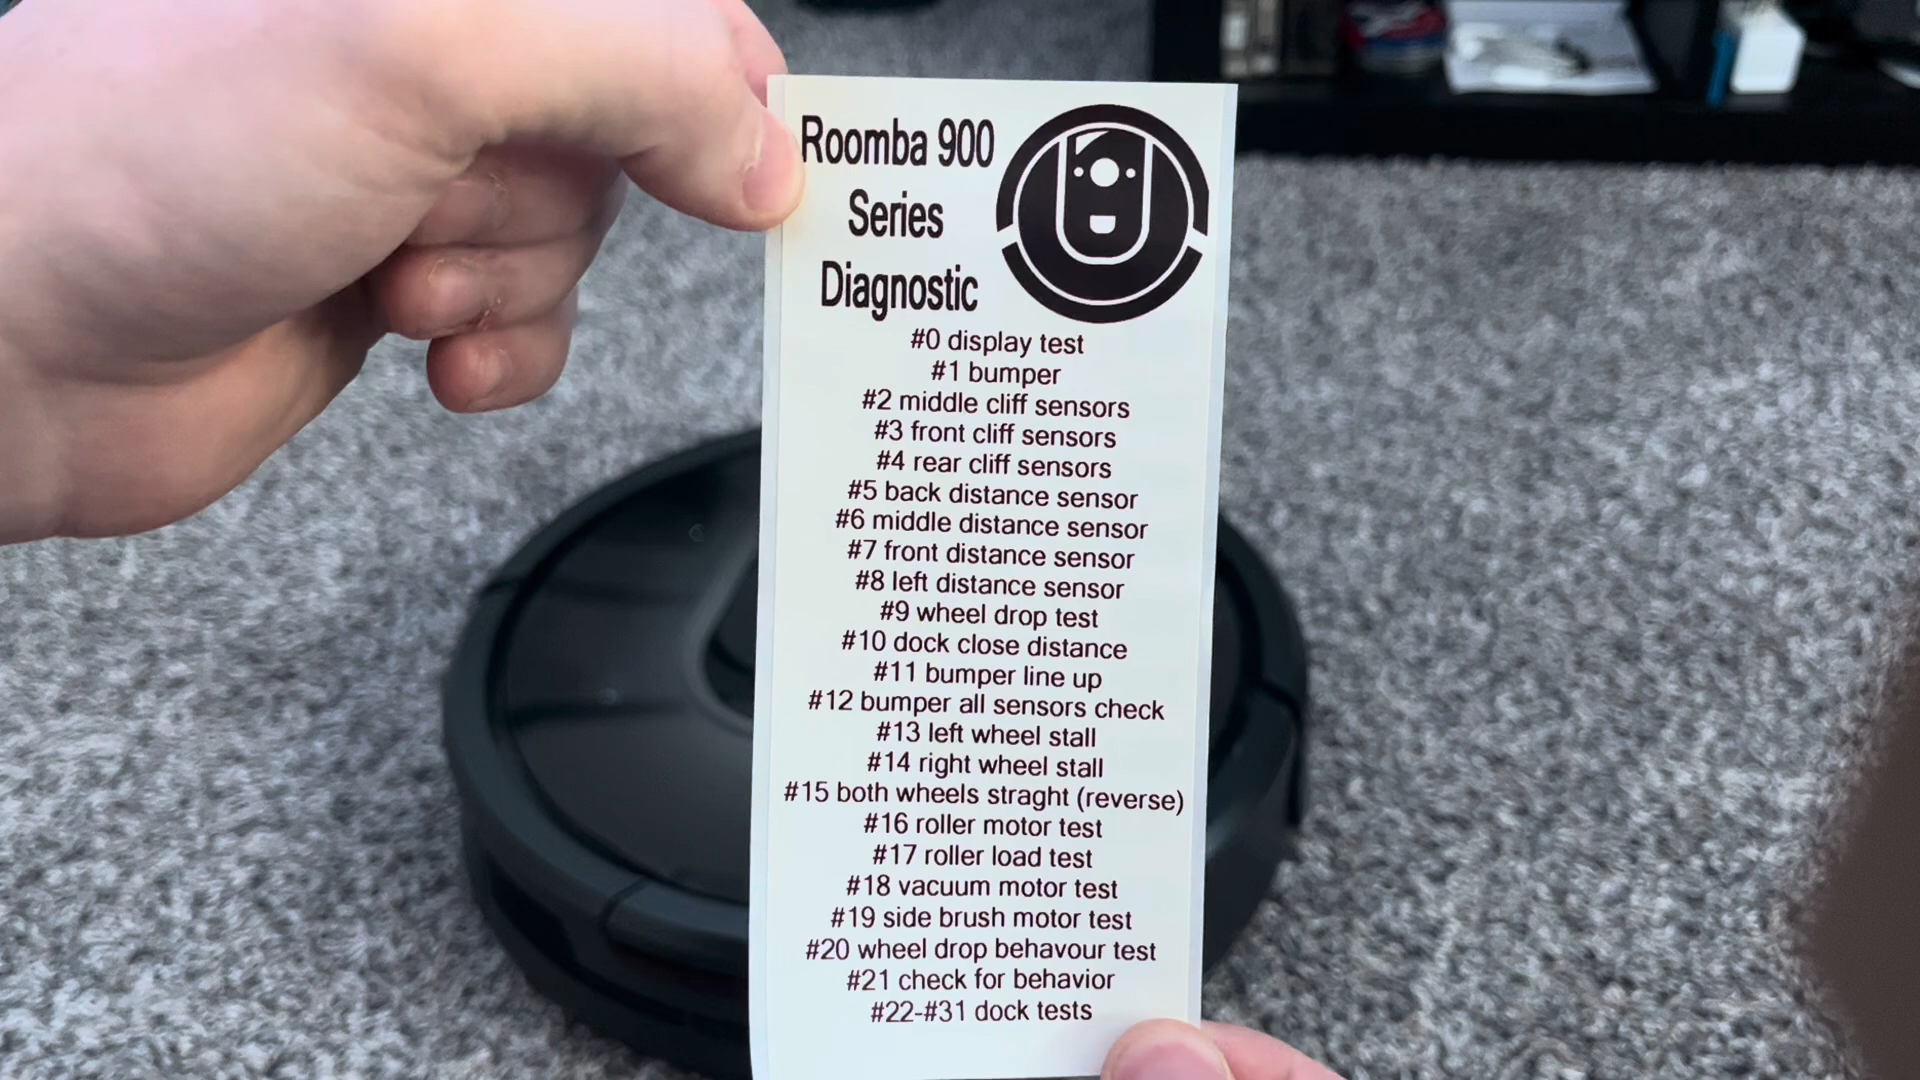 Roomba 900
Series
Diagnostic
#0 display test
#1 bumper
#2 middle cliff sensors
#3 front cliff sensors
#4 rear cliff sensors
#5 back distance sensor
#6 middle distance sensor
#7 front distance sensor
#8 left distance sensor
#9 wheel drop test
#10 dock close distance
#11 bumper line up
#12 bumper all sensors check
#13 left wheel stall
#14 right wheel stall
#15 both wheels straght (reverse)
#16 roller motor test
#17 roller load test
#18 vacuum motor test
#19 side brush motor test
#20 wheel drop behavour test
#21 check for behavior
#22-#31 dock tests